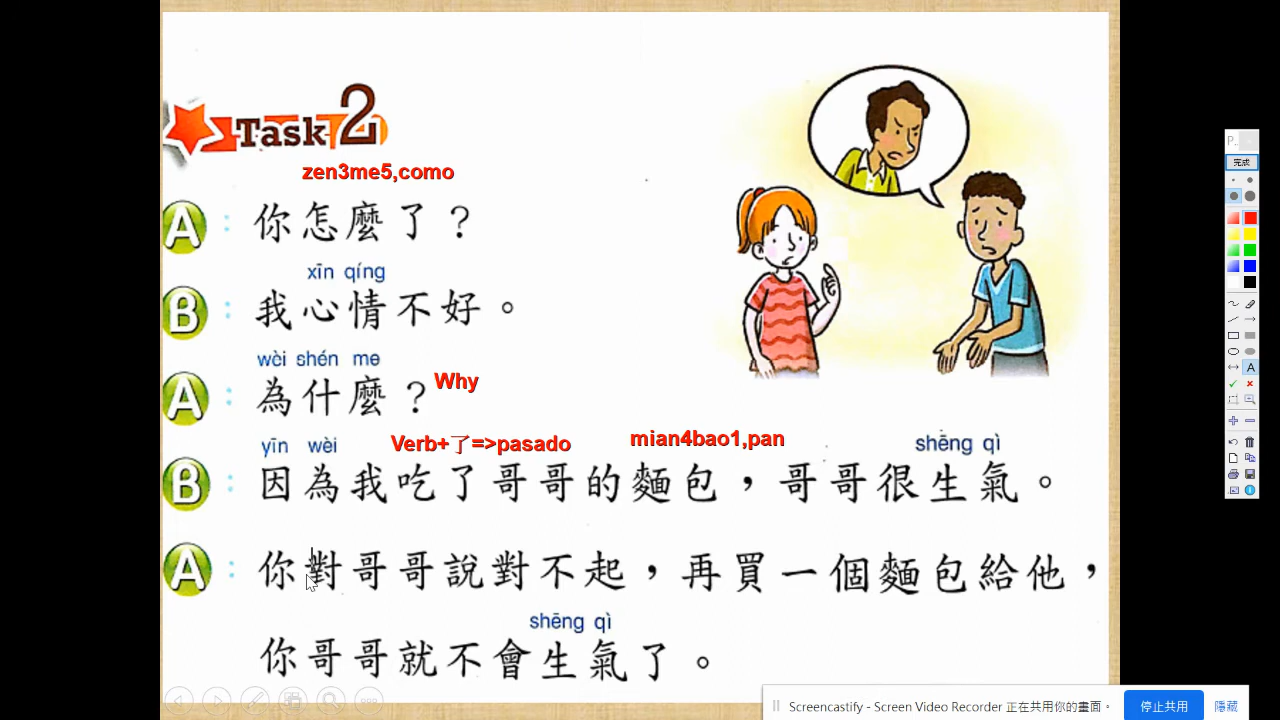 Task 2
zen3me5,como
A：你怎麼了？
xīn qíng
B：我心情不好。
wèi shén me
A：為什麼？Why
yīn wèi Verb+了=>pasado mian4bao1,pan shēng qì
B：因為我吃了哥哥的麵包，哥哥很生氣。
A：你對哥哥說對不起，再買一個麵包給他，
shēng qì
你哥哥就不會生氣了。
P..
完成
A
Screencastify - Screen Video Recorder 正在共用你的畫面。 停止共用 隱藏